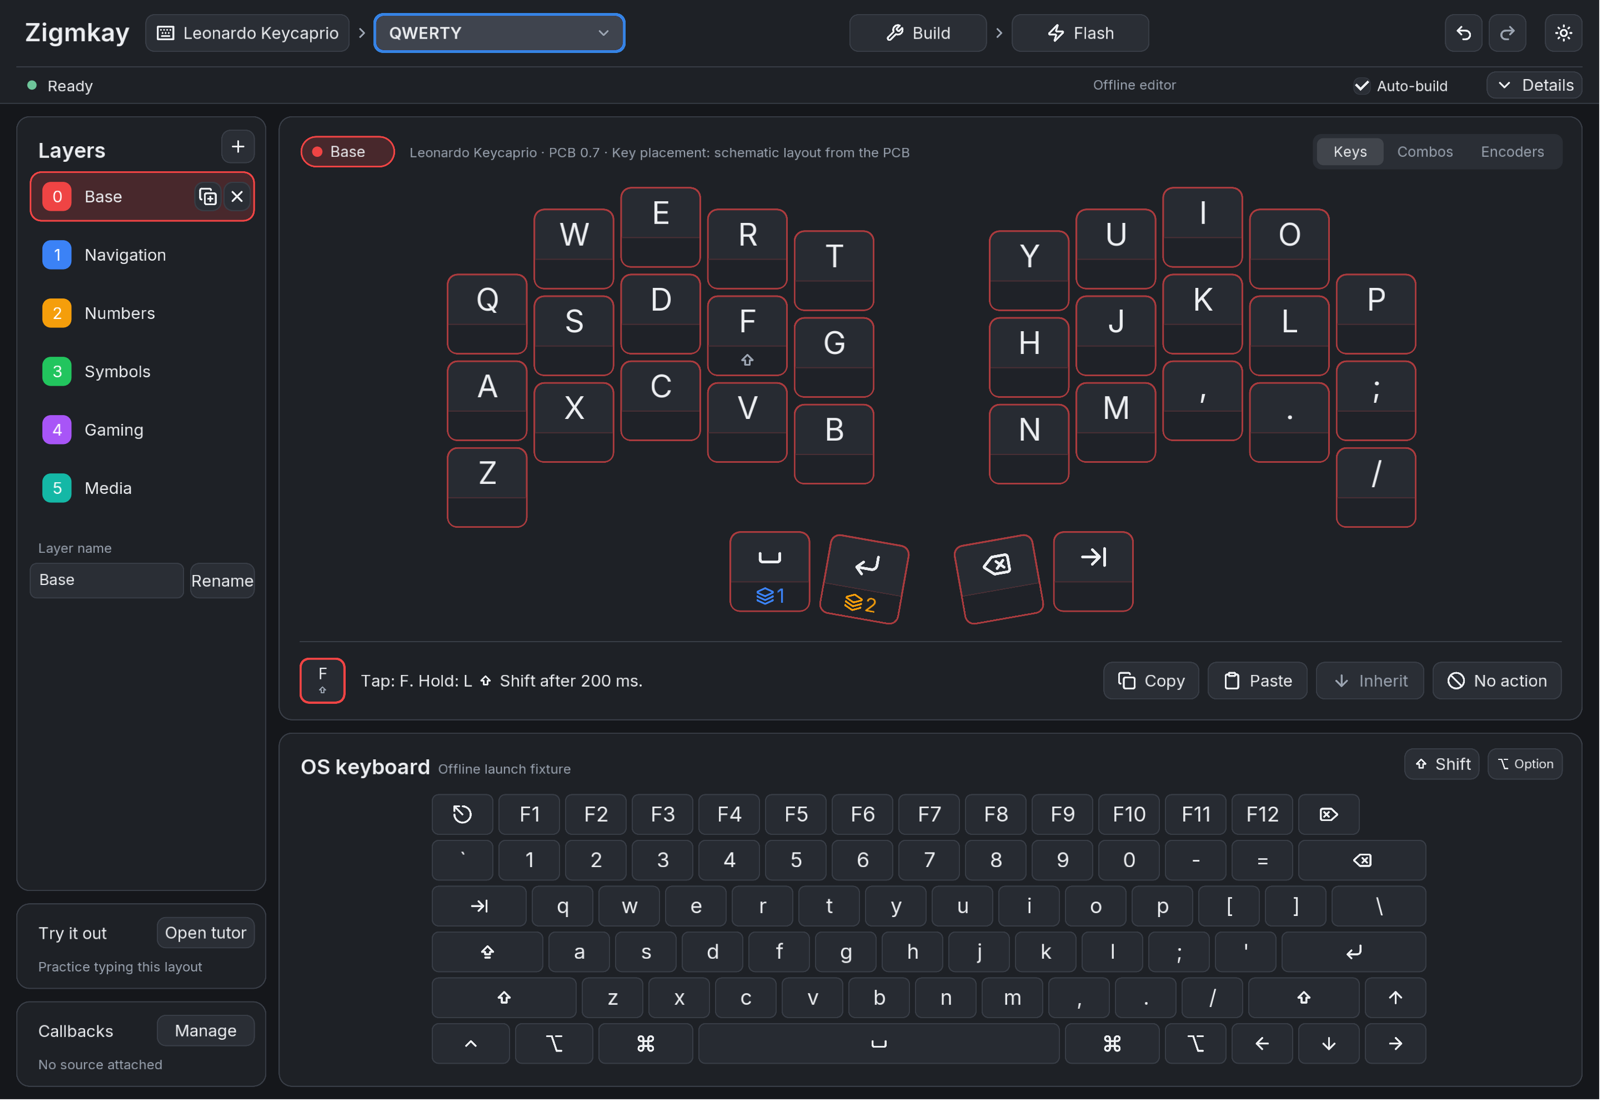 Zigmkay
Leonardo Keycaprio
QWERTY
Build
Flash
Ready
Offline editor
Auto-build
Details
Layers
0 Base
1 Navigation
2 Numbers
3 Symbols
4 Gaming
5 Media
Layer name
Base
Rename
Try it out
Open tutor
Practice typing this layout
Callbacks
Manage
No source attached
Base
Leonardo Keycaprio · PCB 0.7 · Key placement: schematic layout from the PCB
Keys Combos Encoders
Q W E R T Y U I O P
A S D F G H J K L ;
Z X C V B N M , . /
1 2
F
Tap: F. Hold: L ⇧ Shift after 200 ms.
Copy
Paste
Inherit
No action
OS keyboard
Offline launch fixture
⇧ Shift
⌥ Option
F1 F2 F3 F4 F5 F6 F7 F8 F9 F10 F11 F12
` 1 2 3 4 5 6 7 8 9 0 - =
q w e r t y u i o p [ ] \
a s d f g h j k l ; '
z x c v b n m , . /